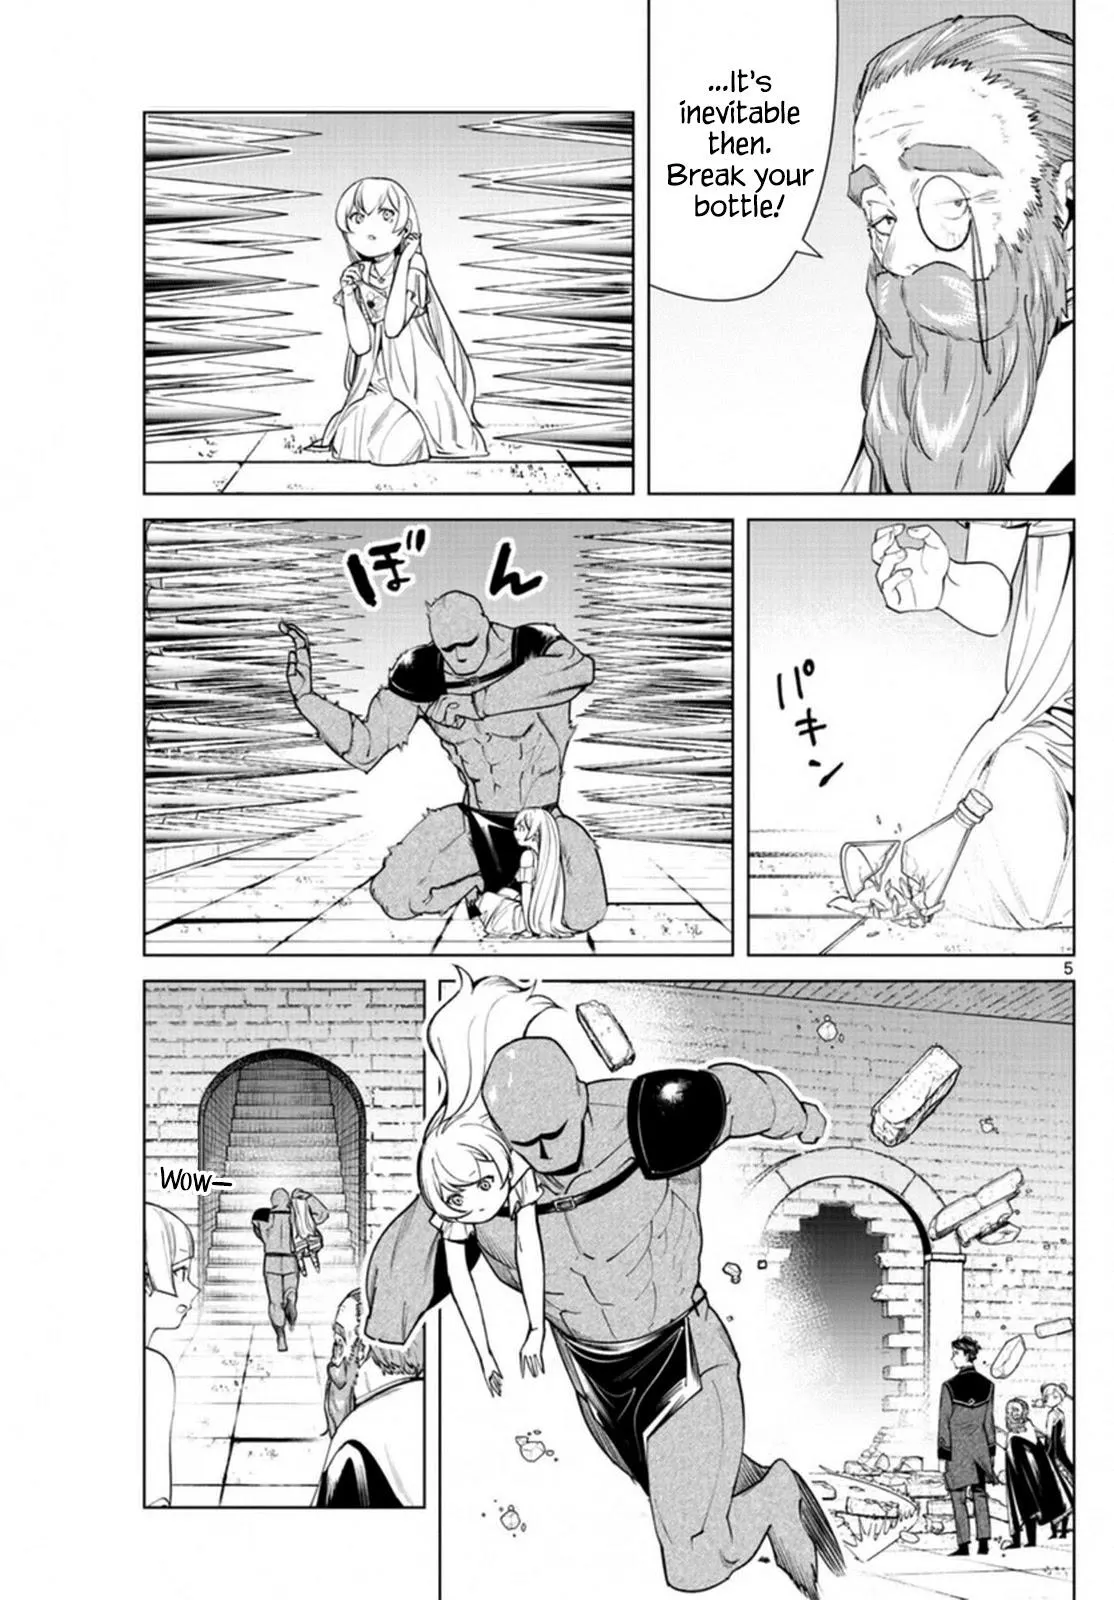 ...It's
inevitable
then.
Break your
bottle!
パキン
ぼん
5
Wow—